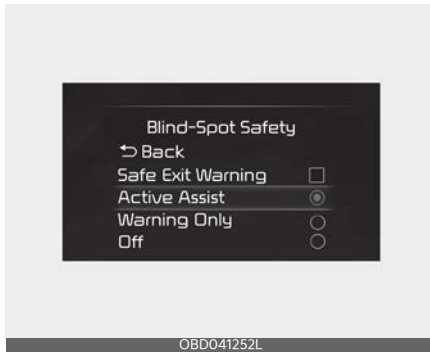 Blind-Spot Safety
Back
Safe Exit Warning
Active Assist
Warning Only
Off
OBD041252L